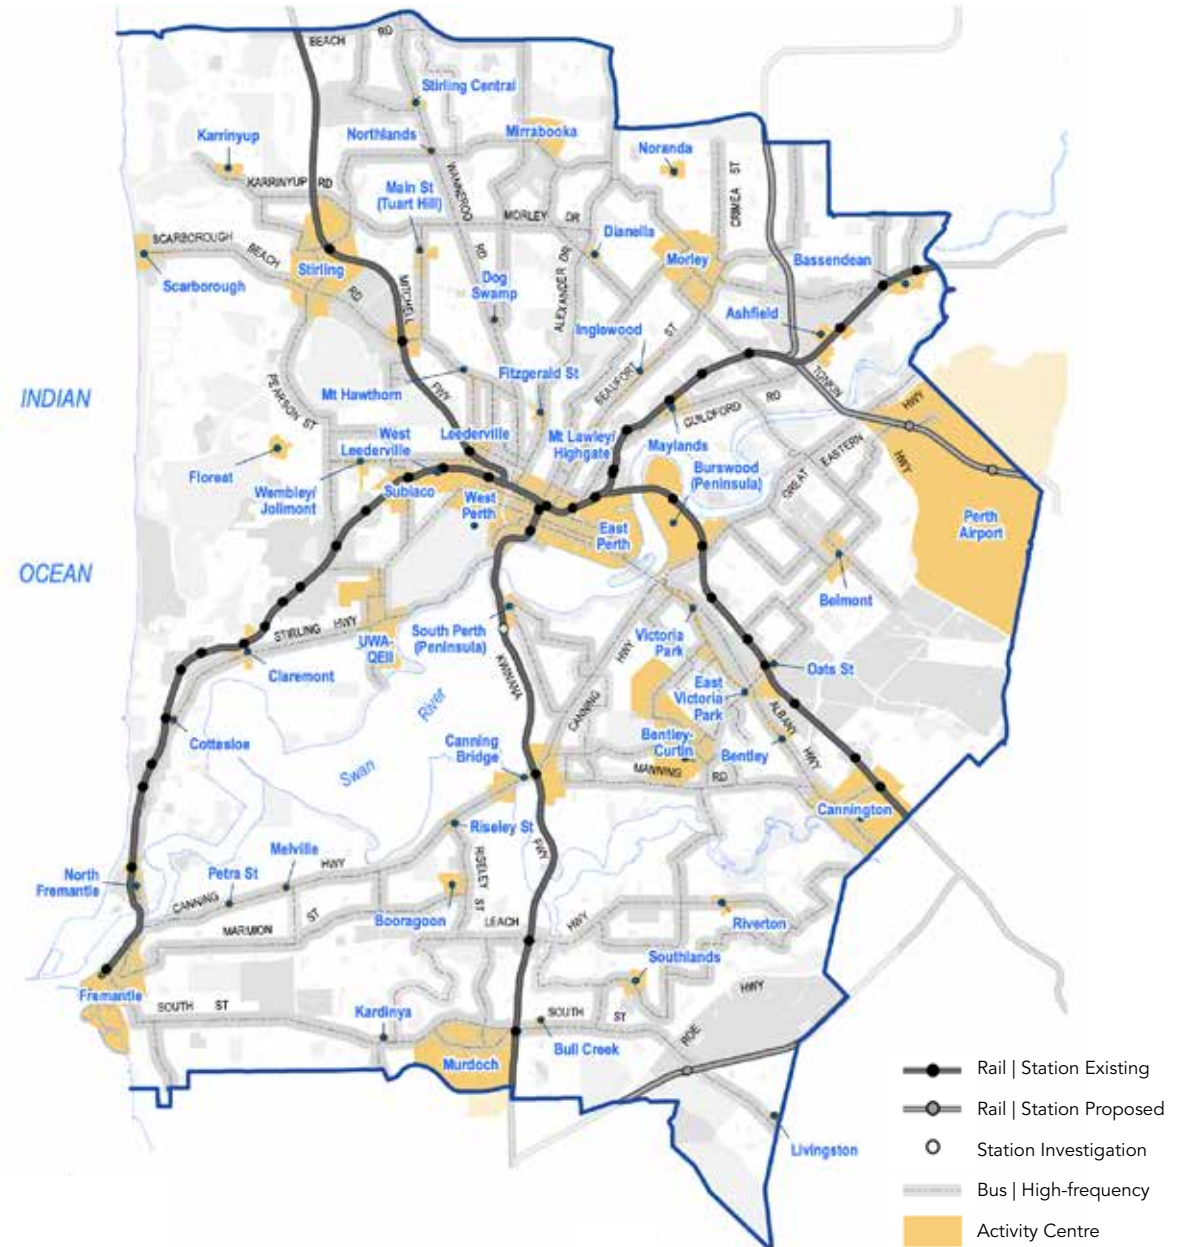 BEACH RD
Stirling Central
Northlands
Mirrabooka
Karrinyup
Noranda
KARRINYUP RD
WANNEROO RD
CRIMEA ST
Main St
(Tuart Hill)
MORLEY DR
Dianella
SCARBOROUGH BEACH RD
Stirling
Morley
Bassendean
Scarborough
MITCHELL FWY
Dog
Swamp
ALEXANDER DR
Inglewood
Ashfield
BEAUFORT ST
Mt Hawthorn
Fitzgerald St
TONKIN HWY
INDIAN
PEARSON ST
GUILDFORD RD
West
Leederville
Leederville
Mt Lawley/
Highgate
Maylands
GREAT EASTERN HWY
Floreat
Wembley/
Jolimont
Subiaco
West
Perth
Burswood
(Peninsula)
East
Perth
Perth
Airport
OCEAN
Belmont
STIRLING HWY
UWA-
QEII
South Perth
(Peninsula)
Victoria
Park
Claremont
KWINANA FWY
CANNING HWY
Oats St
East
Victoria
Park
ALBANY HWY
River
Swan
Cottesloe
Canning
Bridge
Bentley-
Curtin
Bentley
MANNING RD
Cannington
Riseley St
Melville
Petra St
North
Fremantle
CANNING HWY
RISELEY ST
MARMION ST
Booragoon
LEACH HWY
Riverton
Southlands
Fremantle
SOUTH ST
Kardinya
SOUTH ST
ROE HWY
Murdoch
Bull Creek
Livingston
Rail | Station Existing
Rail | Station Proposed
Station Investigation
Bus | High-frequency
Activity Centre